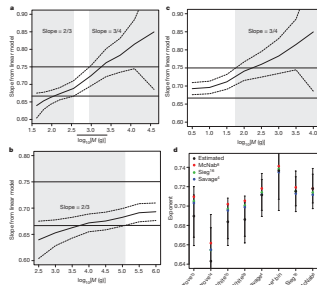 a
Slope = 2/3
Slope = 3/4
Slope from linear model
0.90
0.85
0.80
0.75
0.70
0.65
0.60
1.5 2.0 2.5 3.0 3.5 4.0 4.5
log₁₀[M (g)]
c
Slope = 3/4
Slope from linear model
0.90
0.85
0.80
0.75
0.70
0.65
0.60
0.5 1.0 1.5 2.0 2.5 3.0 3.5 4.0 4.5
log₁₀[M (g)]
b
Slope = 2/3
Slope from linear model
0.80
0.75
0.70
0.65
0.60
2.5 3.0 3.5 4.0 4.5 5.0 5.5 6.0
log₁₀[M (g)]
d
Estimated
McNab
Sieg
Savage
Exponent
0.74
0.72
0.70
0.68
0.66
0.64